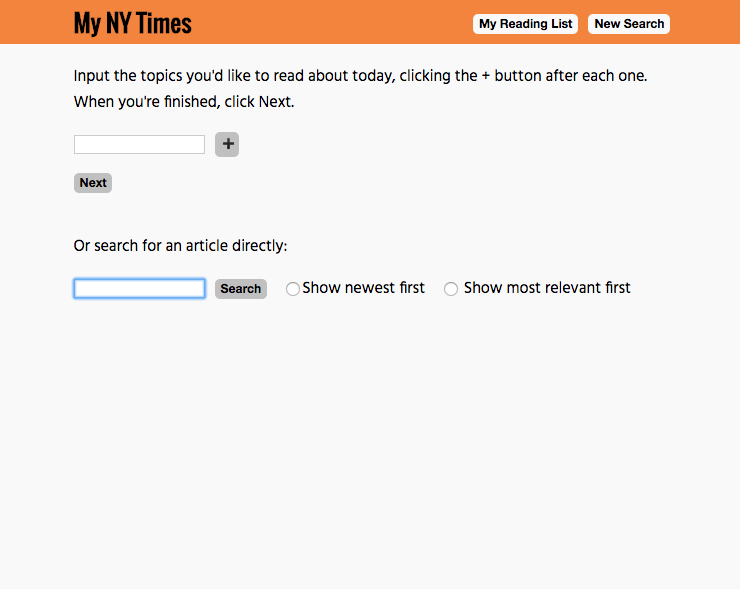 My NY Times
My Reading List
New Search
Input the topics you'd like to read about today, clicking the + button after each one.
When you're finished, click Next.
+
Next
Or search for an article directly:
Search
Show newest first
Show most relevant first